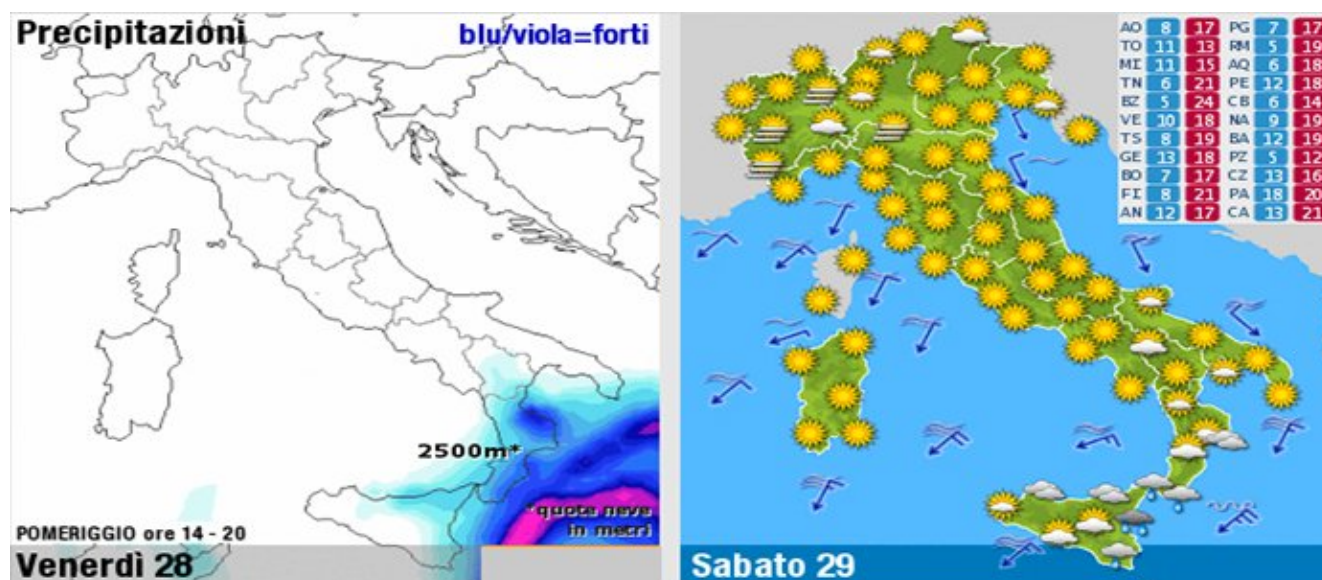 Precipitazioni
blu/viola=forti
2500m*
*quote neve
in metri
POMERIGGIO ore 14 - 20
Venerdì 28
AO 8 17 PG 7 17
TO 11 13 RM 5 19
MI 11 15 AQ 6 18
TN 6 21 PE 12 18
BZ 5 24 CB 6 14
VE 10 18 NA 9 19
TS 8 19 BA 12 19
GE 13 18 PZ 5 12
BO 7 17 CZ 13 16
FI 8 21 PA 18 20
AN 12 17 CA 13 21
Sabato 29